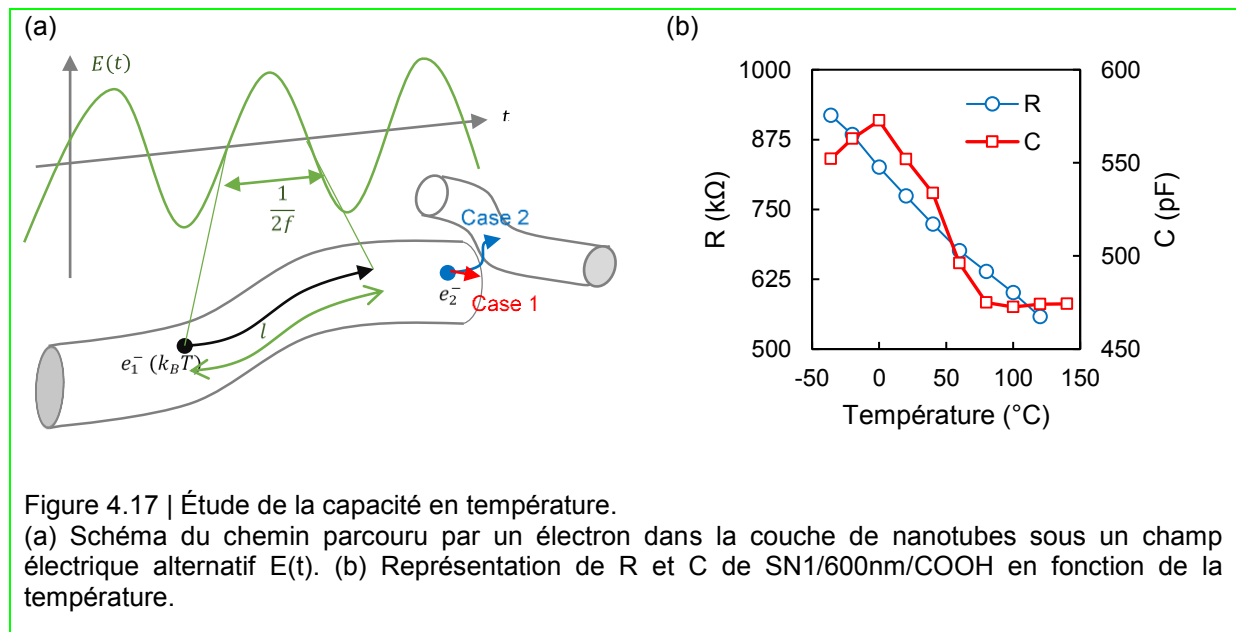 (a)
(b)
E(t)
t
1
2f
Case 2
e₂⁻
Case 1
l
e₁⁻ (k_BT)
1000
875
750
625
500
R (kΩ)
R
C
600
550
500
450
C (pF)
-50 0 50 100 150
Température (°C)
Figure 4.17 | Étude de la capacité en température.
(a) Schéma du chemin parcouru par un électron dans la couche de nanotubes sous un champ
électrique alternatif E(t). (b) Représentation de R et C de SN1/600nm/COOH en fonction de la
température.